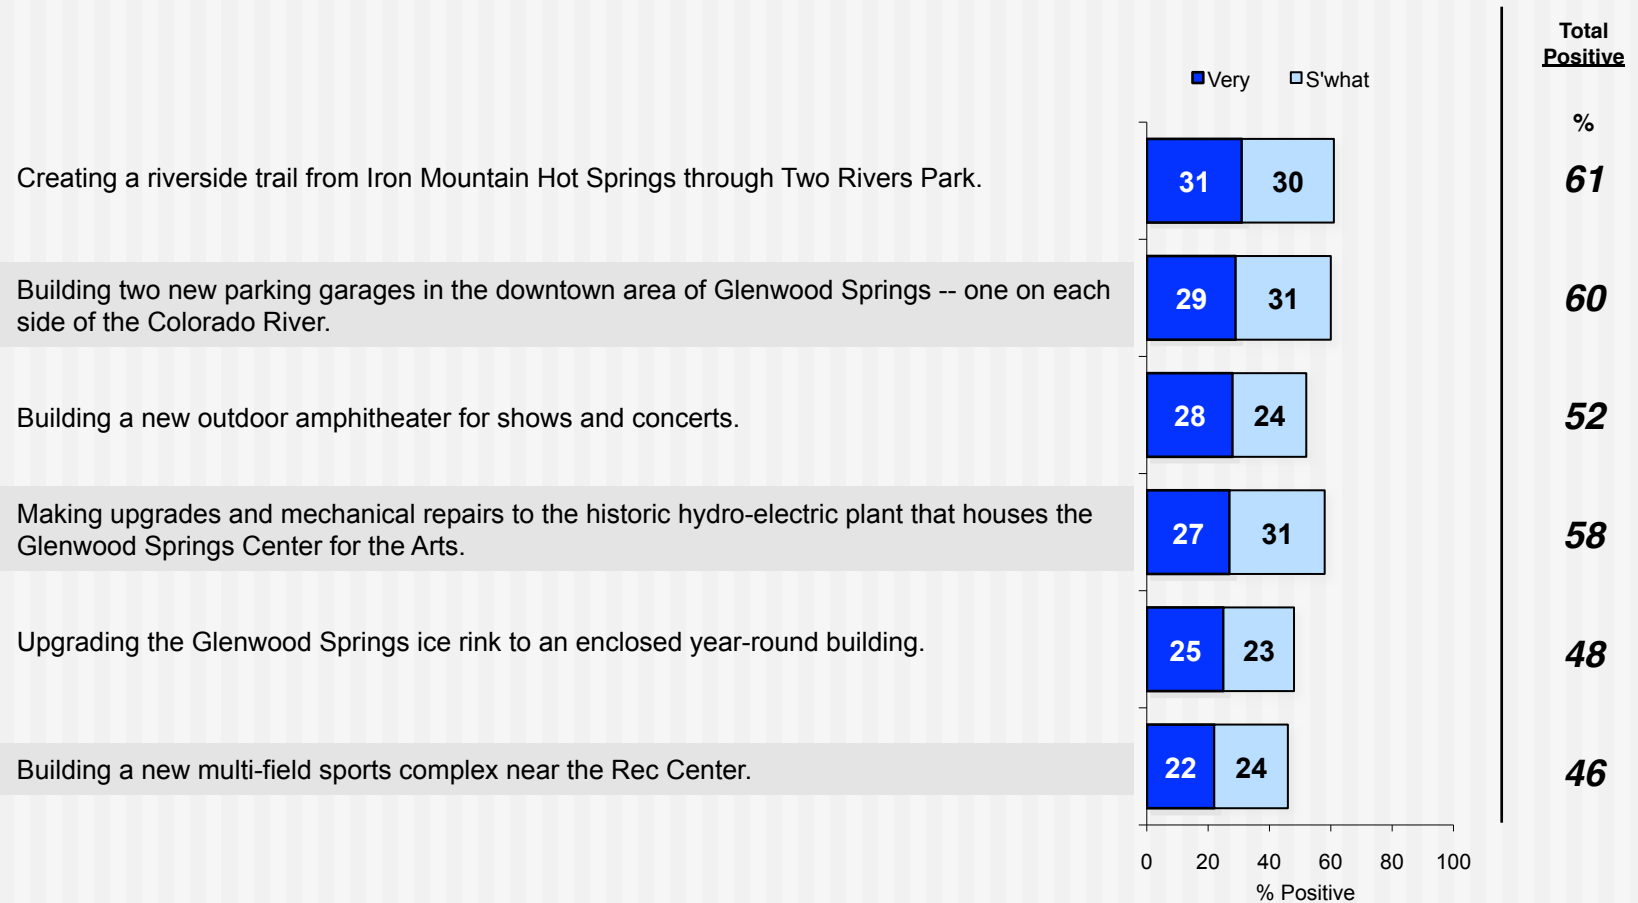 Total
Positive
Very S'what
%
Creating a riverside trail from Iron Mountain Hot Springs through Two Rivers Park.
31 30
61
Building two new parking garages in the downtown area of Glenwood Springs -- one on each
side of the Colorado River.
29 31
60
Building a new outdoor amphitheater for shows and concerts.
28 24
52
Making upgrades and mechanical repairs to the historic hydro-electric plant that houses the
Glenwood Springs Center for the Arts.
27 31
58
Upgrading the Glenwood Springs ice rink to an enclosed year-round building.
25 23
48
Building a new multi-field sports complex near the Rec Center.
22 24
46
0 20 40 60 80 100
% Positive